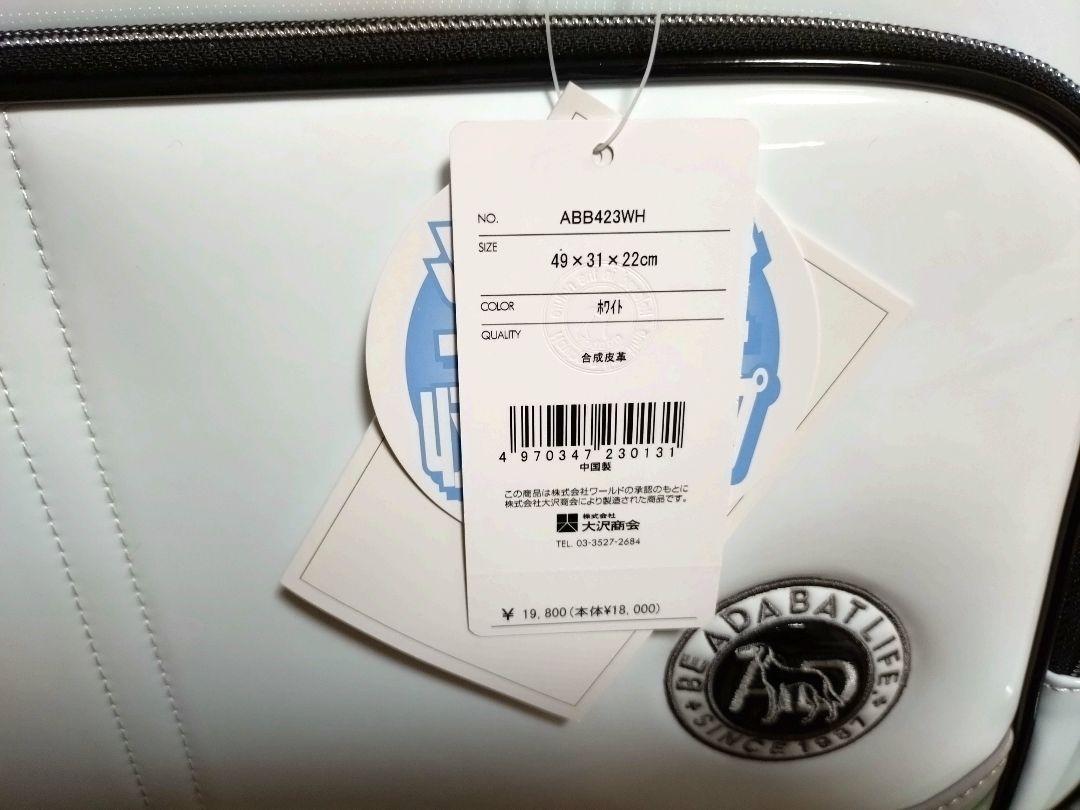 NO. ABB423WH
SIZE
49×31×22cm
COLOR ホワイト
QUALITY
合成皮革
4 970347 230131
中国製
この商品は株式会社ワールドの承認のもとに
株式会社大沢商会により製造された商品です。
株式会社
大沢商会
TEL. 03-3527-2684
¥ 19,800(本体¥18,000)
BE ADABAT LIFE.
AD
SINCE 1981